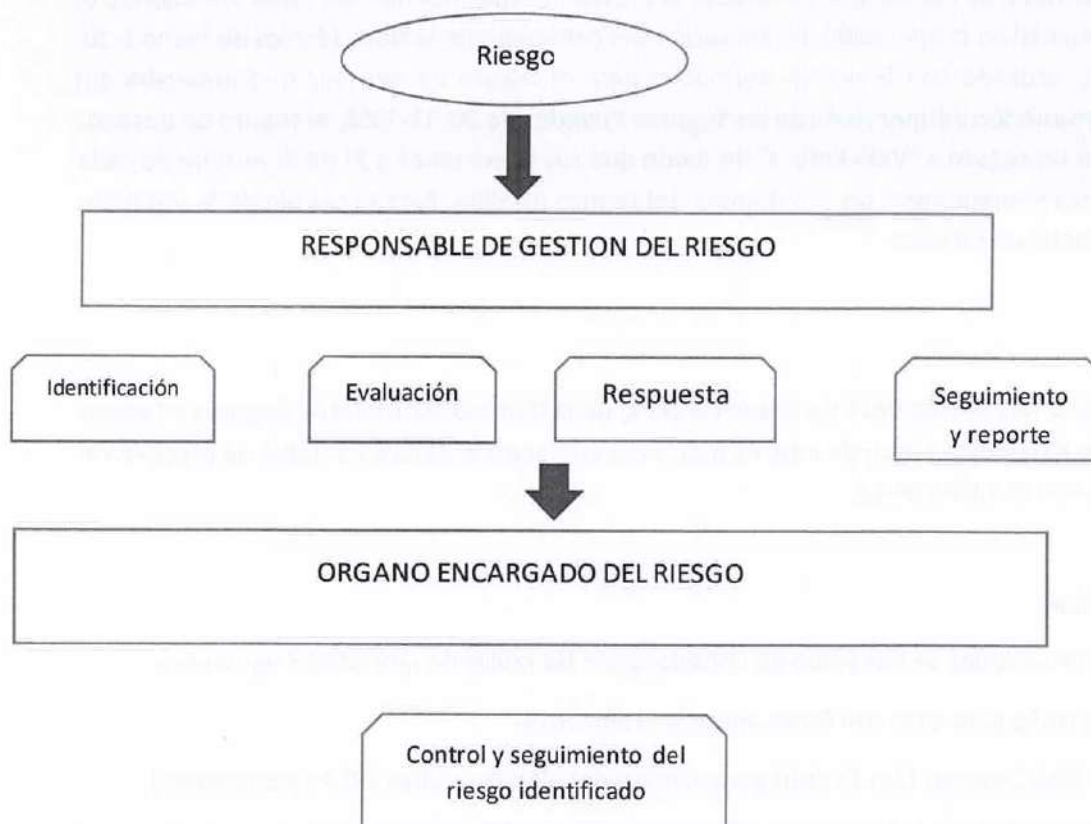 Riesgo
RESPONSABLE DE GESTION DEL RIESGO
Identificación
Evaluación
Respuesta
Seguimiento
y reporte
ORGANO ENCARGADO DEL RIESGO
Control y seguimiento del
riesgo identificado